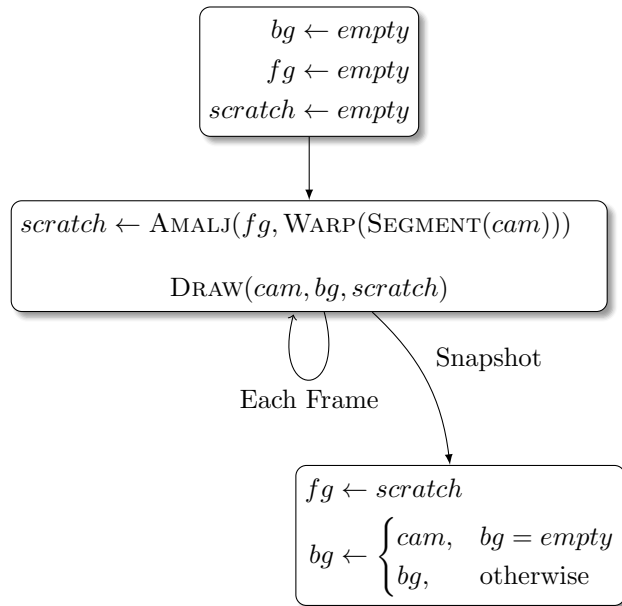 bg ← empty
fg ← empty
scratch ← empty
scratch ← AMALJ(fg, WARP(SEGMENT(cam)))
DRAW(cam, bg, scratch)
Snapshot
Each Frame
fg ← scratch
bg ← { cam, bg = empty
bg, otherwise